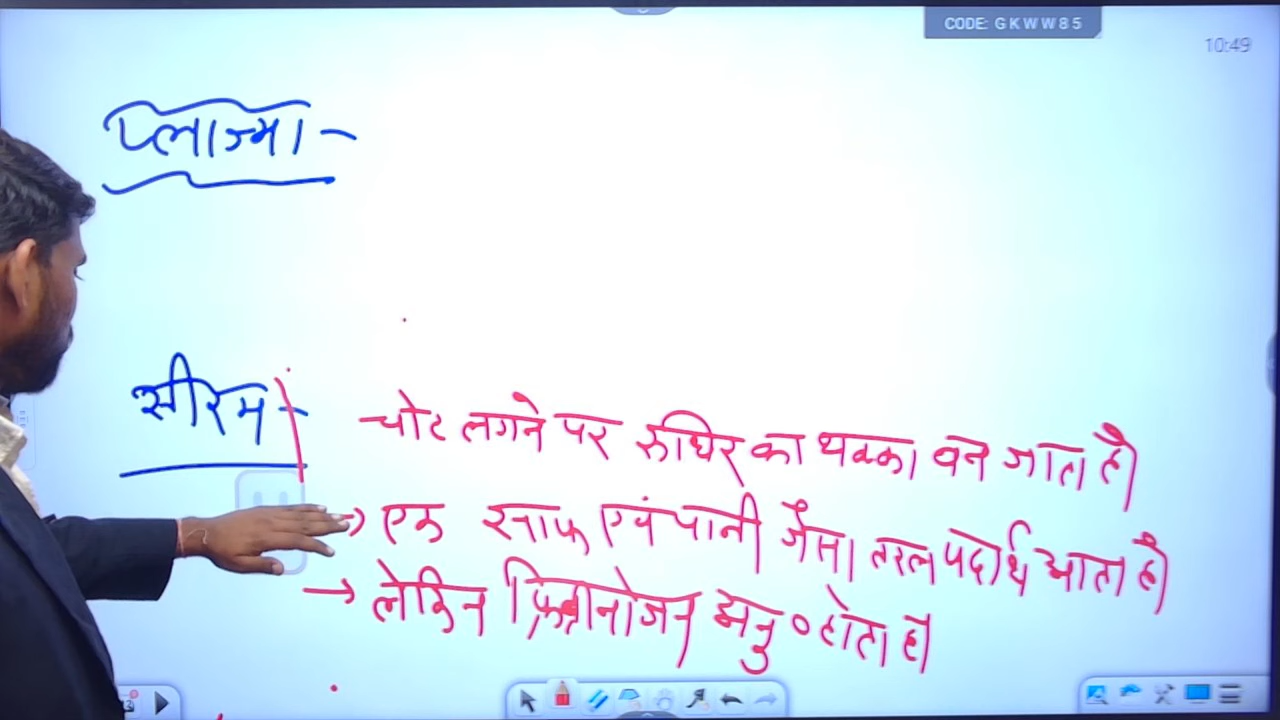 CODE: GKWW85
10:49
प्लाज्मा -
सीरम - चोट लगने पर रुधिर का थक्का बन जाता है।
→ एक साफ एवं पानी जैसा तरल पदार्थ आता है।
→ लेकिन फिब्रीनोजन अनु० होता है।